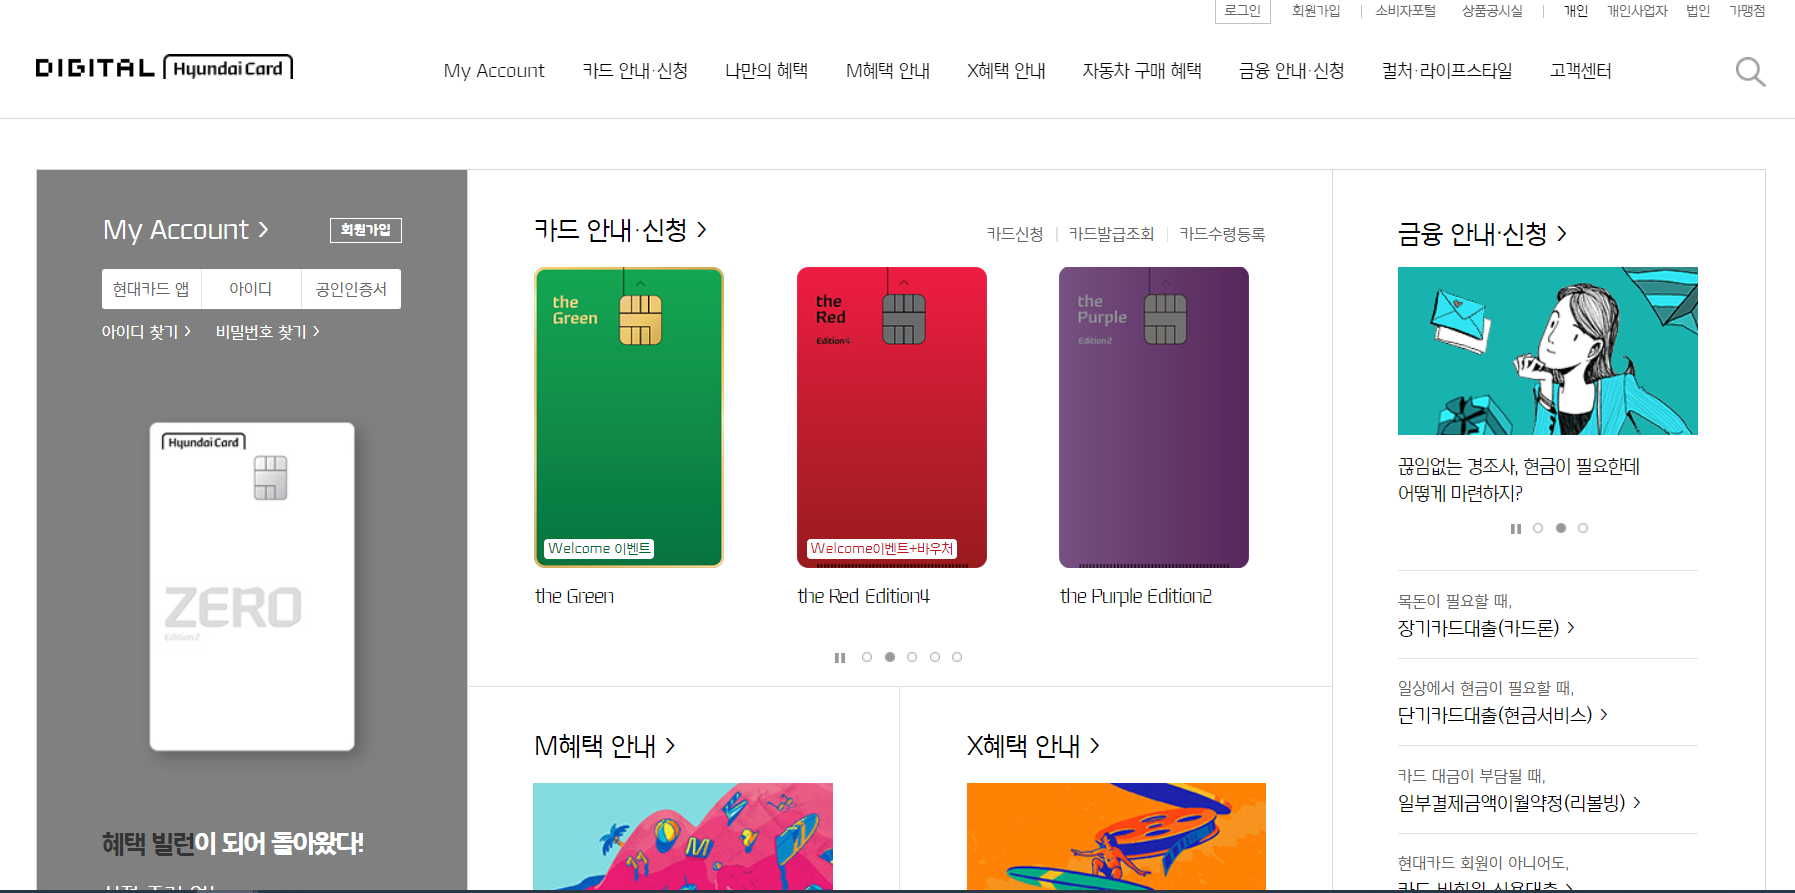 로그인 회원가입 소비자포털 상품공시실 개인 개인사업자 법인 가맹점
DIGITAL HyundaiCard My Account 카드 안내·신청 나만의 혜택 M혜택 안내 X혜택 안내 자동차 구매 혜택 금융 안내·신청 컬처·라이프스타일 고객센터
My Account > 회원가입
현대카드 앱 아이디 공인인증서
아이디 찾기 > 비밀번호 찾기 >
HyundaiCard
ZERO
Edition2
혜택 빌런이 되어 돌아왔다!
카드 안내·신청 > 카드신청 카드발급조회 카드수령등록
the
Green
Welcome 이벤트
the Green
the
Red
Edition4
Welcome이벤트+바우처
the Red Edition4
the
Purple
Edition2
the Purple Edition2
M혜택 안내 >
M
X혜택 안내 >
금융 안내·신청 >
끊임없는 경조사, 현금이 필요한데
어떻게 마련하지?
목돈이 필요할 때,
장기카드대출(카드론) >
일상에서 현금이 필요할 때,
단기카드대출(현금서비스) >
카드 대금이 부담될 때,
일부결제금액이월약정(리볼빙) >
현대카드 회원이 아니어도,